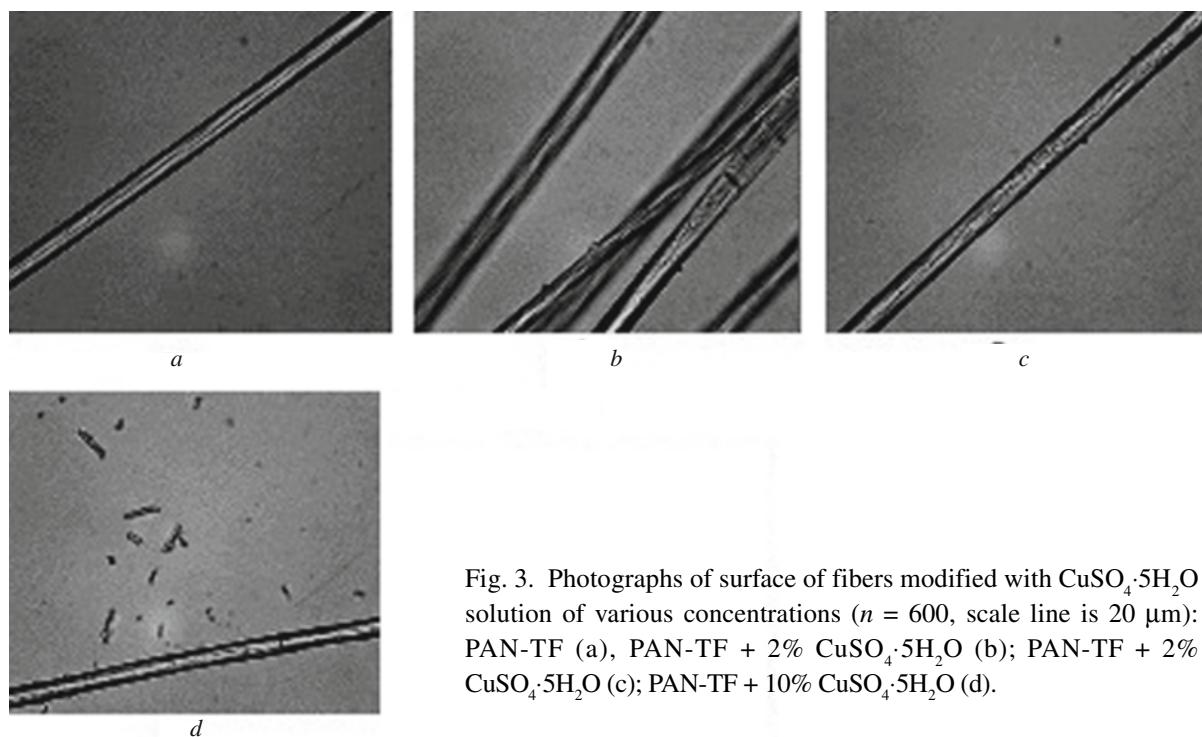 a
b
c
d
Fig. 3. Photographs of surface of fibers modified with CuSO₄·5H₂O
solution of various concentrations (n = 600, scale line is 20 μm):
PAN-TF (a), PAN-TF + 2% CuSO₄·5H₂O (b); PAN-TF + 2%
CuSO₄·5H₂O (c); PAN-TF + 10% CuSO₄·5H₂O (d).